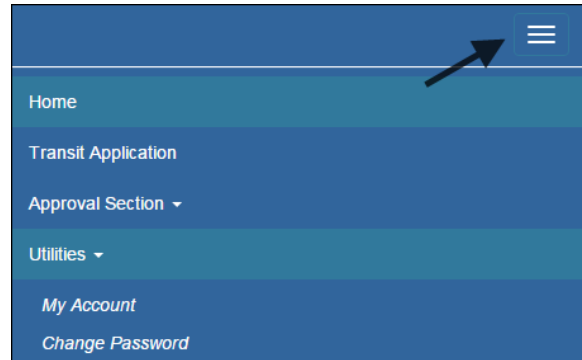 Home
Transit Application
Approval Section
Utilities
My Account
Change Password